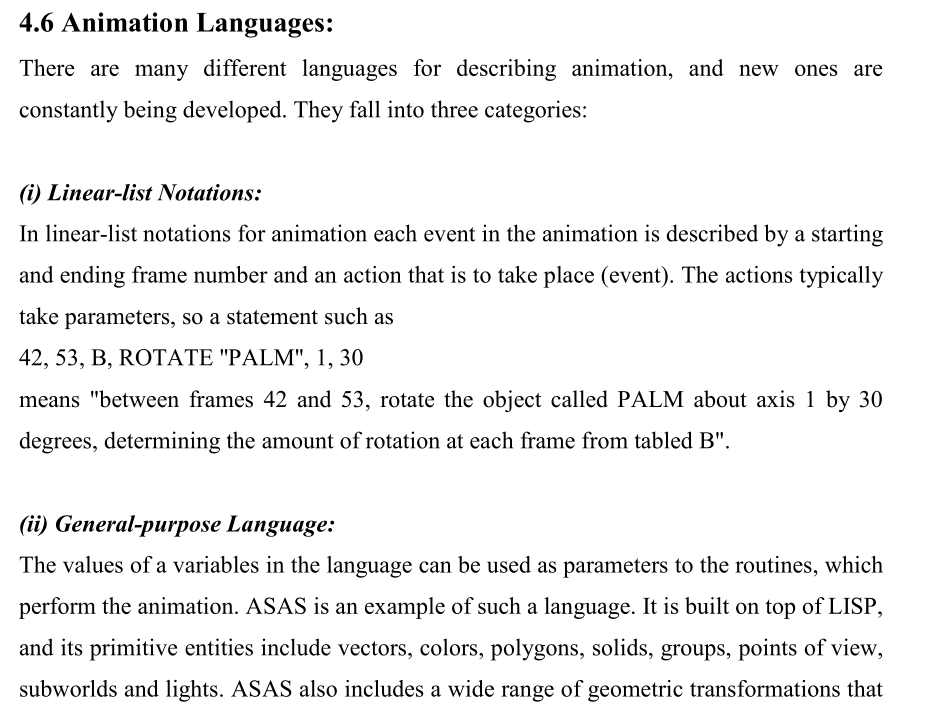 4.6 Animation Languages:
There are many different languages for describing animation, and new ones are
constantly being developed. They fall into three categories:
(i) Linear-list Notations:
In linear-list notations for animation each event in the animation is described by a starting
and ending frame number and an action that is to take place (event). The actions typically
take parameters, so a statement such as
42, 53, B, ROTATE "PALM", 1, 30
means "between frames 42 and 53, rotate the object called PALM about axis 1 by 30
degrees, determining the amount of rotation at each frame from tabled B".
(ii) General-purpose Language:
The values of a variables in the language can be used as parameters to the routines, which
perform the animation. ASAS is an example of such a language. It is built on top of LISP,
and its primitive entities include vectors, colors, polygons, solids, groups, points of view,
subworlds and lights. ASAS also includes a wide range of geometric transformations that